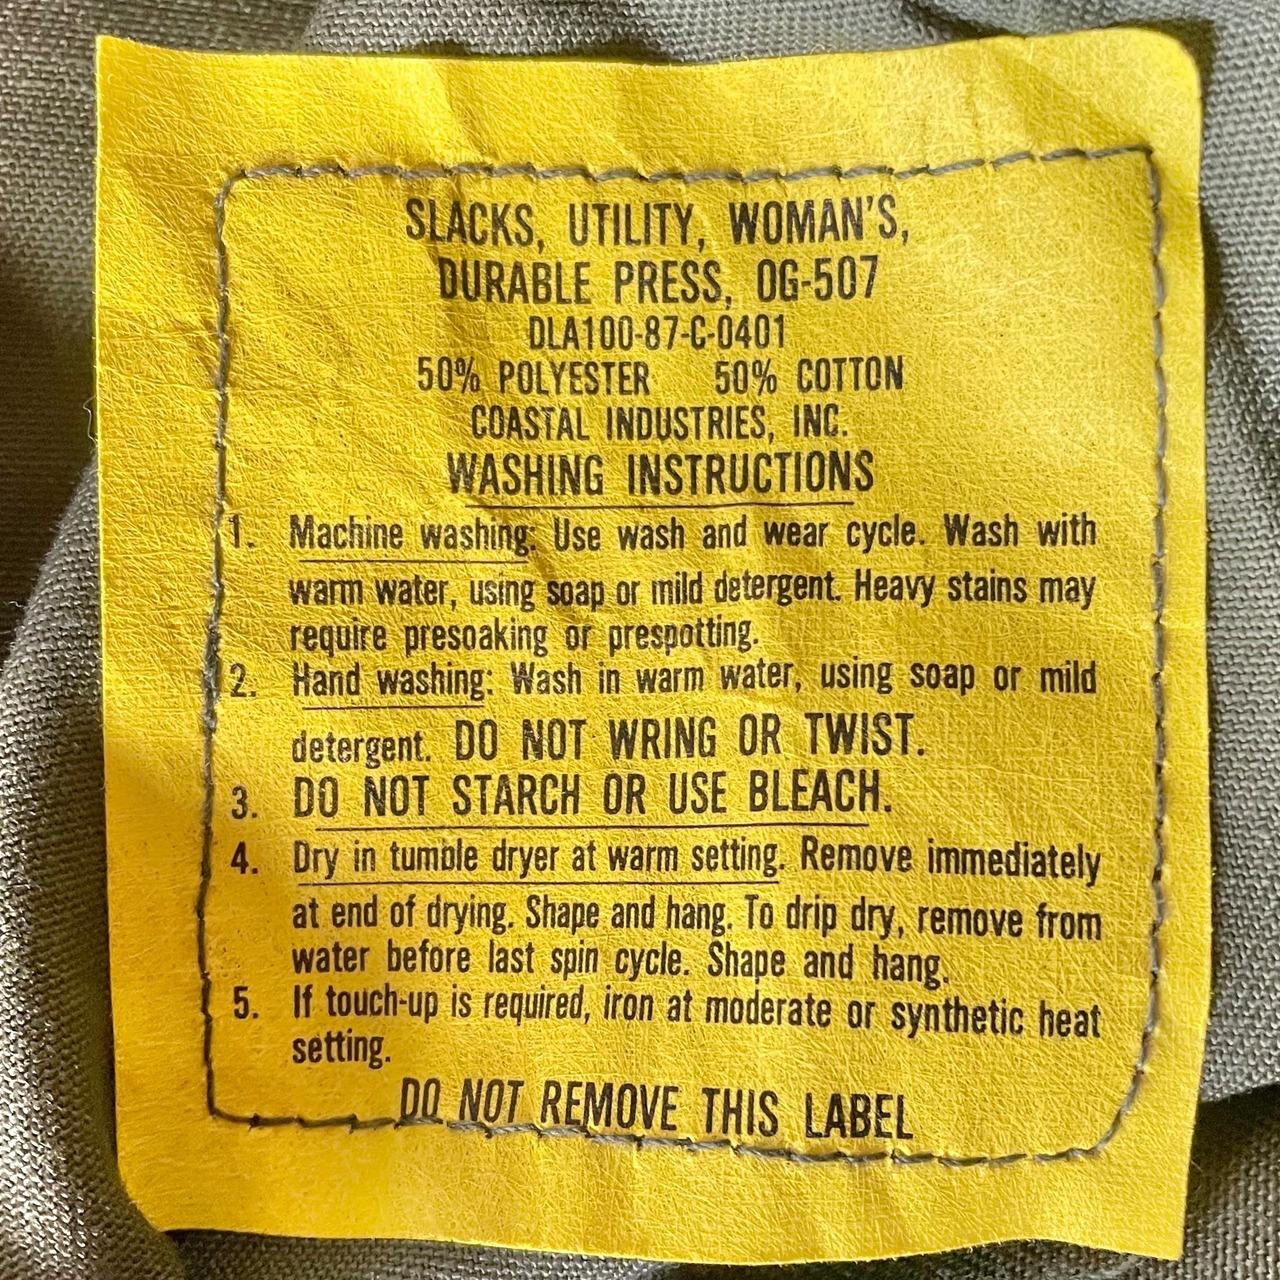 SLACKS, UTILITY, WOMAN'S,
DURABLE PRESS, OG-507
DLA100-87-C-0401
50% POLYESTER 50% COTTON
COASTAL INDUSTRIES, INC.
WASHING INSTRUCTIONS
1. Machine washing: Use wash and wear cycle. Wash with
warm water, using soap or mild detergent. Heavy stains may
require presoaking or prespotting.
2. Hand washing: Wash in warm water, using soap or mild
detergent. DO NOT WRING OR TWIST.
3. DO NOT STARCH OR USE BLEACH.
4. Dry in tumble dryer at warm setting. Remove immediately
at end of drying. Shape and hang. To drip dry, remove from
water before last spin cycle. Shape and hang.
5. If touch-up is required, iron at moderate or synthetic heat
setting.
DO NOT REMOVE THIS LABEL